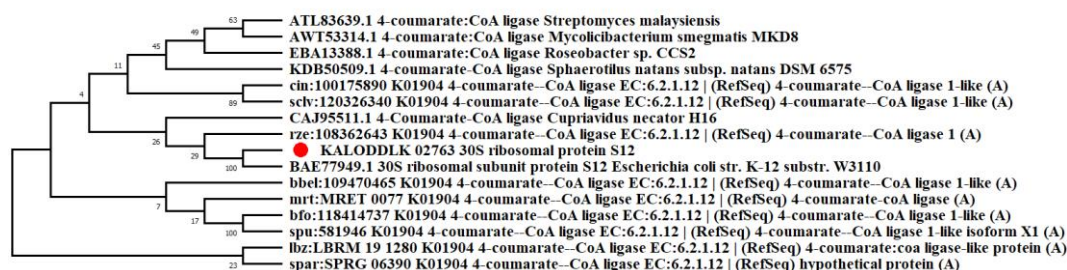 ATL83639.1 4-coumarate:CoA ligase Streptomyces malaysiensis
AWT53314.1 4-coumarate:CoA ligase Mycolicibacterium smegmatis MKD8
EBA13388.1 4-coumarate:CoA ligase Roseobacter sp. CCS2
KDB50509.1 4-coumarate-CoA ligase Sphaerotilus natans subsp. natans DSM 6575
cin:100175890 K01904 4-coumarate--CoA ligase EC:6.2.1.12 | (RefSeq) 4-coumarate--CoA ligase 1-like (A)
sclv:120326340 K01904 4-coumarate--CoA ligase EC:6.2.1.12 | (RefSeq) 4-coumarate--CoA ligase 1-like (A)
CAJ95511.1 4-coumarate-CoA ligase Cupriavidus necator H16
rze:108362643 K01904 4-coumarate--CoA ligase EC:6.2.1.12 | (RefSeq) 4-coumarate--CoA ligase 1 (A)
KALODDLK 02763 30S ribosomal protein S12
BAE77949.1 30S ribosomal subunit protein S12 Escherichia coli str. K-12 substr. W3110
bbel:109470465 K01904 4-coumarate--CoA ligase EC:6.2.1.12 | (RefSeq) 4-coumarate--CoA ligase 1-like (A)
mrt:MRET 0077 K01904 4-coumarate--CoA ligase EC:6.2.1.12 | (RefSeq) 4-coumarate-coA ligase (A)
bfo:118414737 K01904 4-coumarate--CoA ligase EC:6.2.1.12 | (RefSeq) 4-coumarate--CoA ligase 1-like (A)
spu:581946 K01904 4-coumarate--CoA ligase EC:6.2.1.12 | (RefSeq) 4-coumarate--CoA ligase 1-like isoform X1 (A)
lbz:LBRM 19 1280 K01904 4-coumarate--CoA ligase EC:6.2.1.12 | (RefSeq) 4-coumarate:coa ligase-like protein (A)
spar:SPRG 06390 K01904 4-coumarate--CoA ligase EC:6.2.1.12 | (RefSeq) hypothetical protein (A)
63
49
45
11
89
4
26
29
100
7
17
100
23